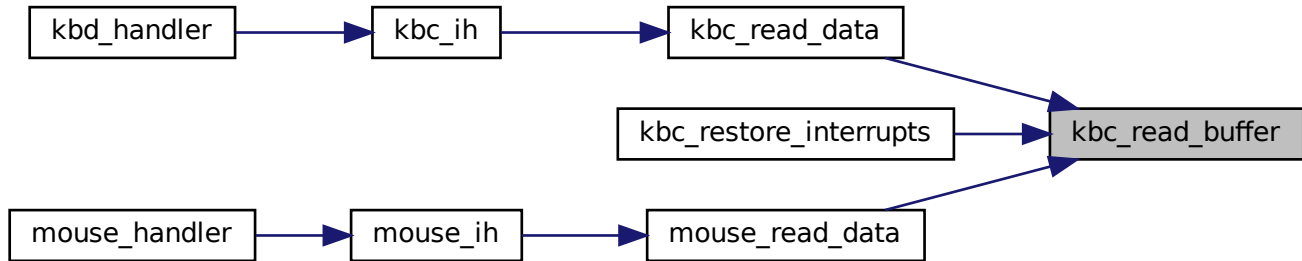 kbd_handler
kbc_ih
kbc_read_data
kbc_restore_interrupts
kbc_read_buffer
mouse_handler
mouse_ih
mouse_read_data